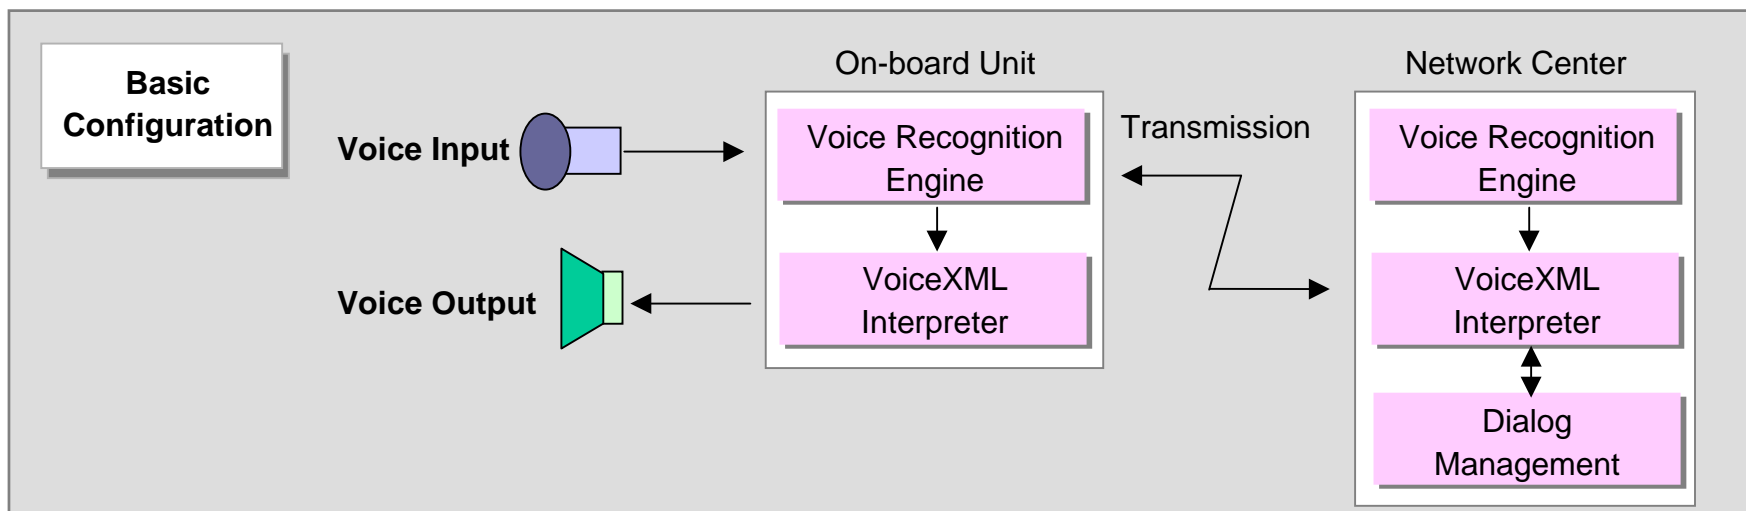 Basic
Configuration
Voice Input
Voice Output
On-board Unit
Voice Recognition
Engine
VoiceXML
Interpreter
Transmission
Network Center
Voice Recognition
Engine
VoiceXML
Interpreter
Dialog
Management